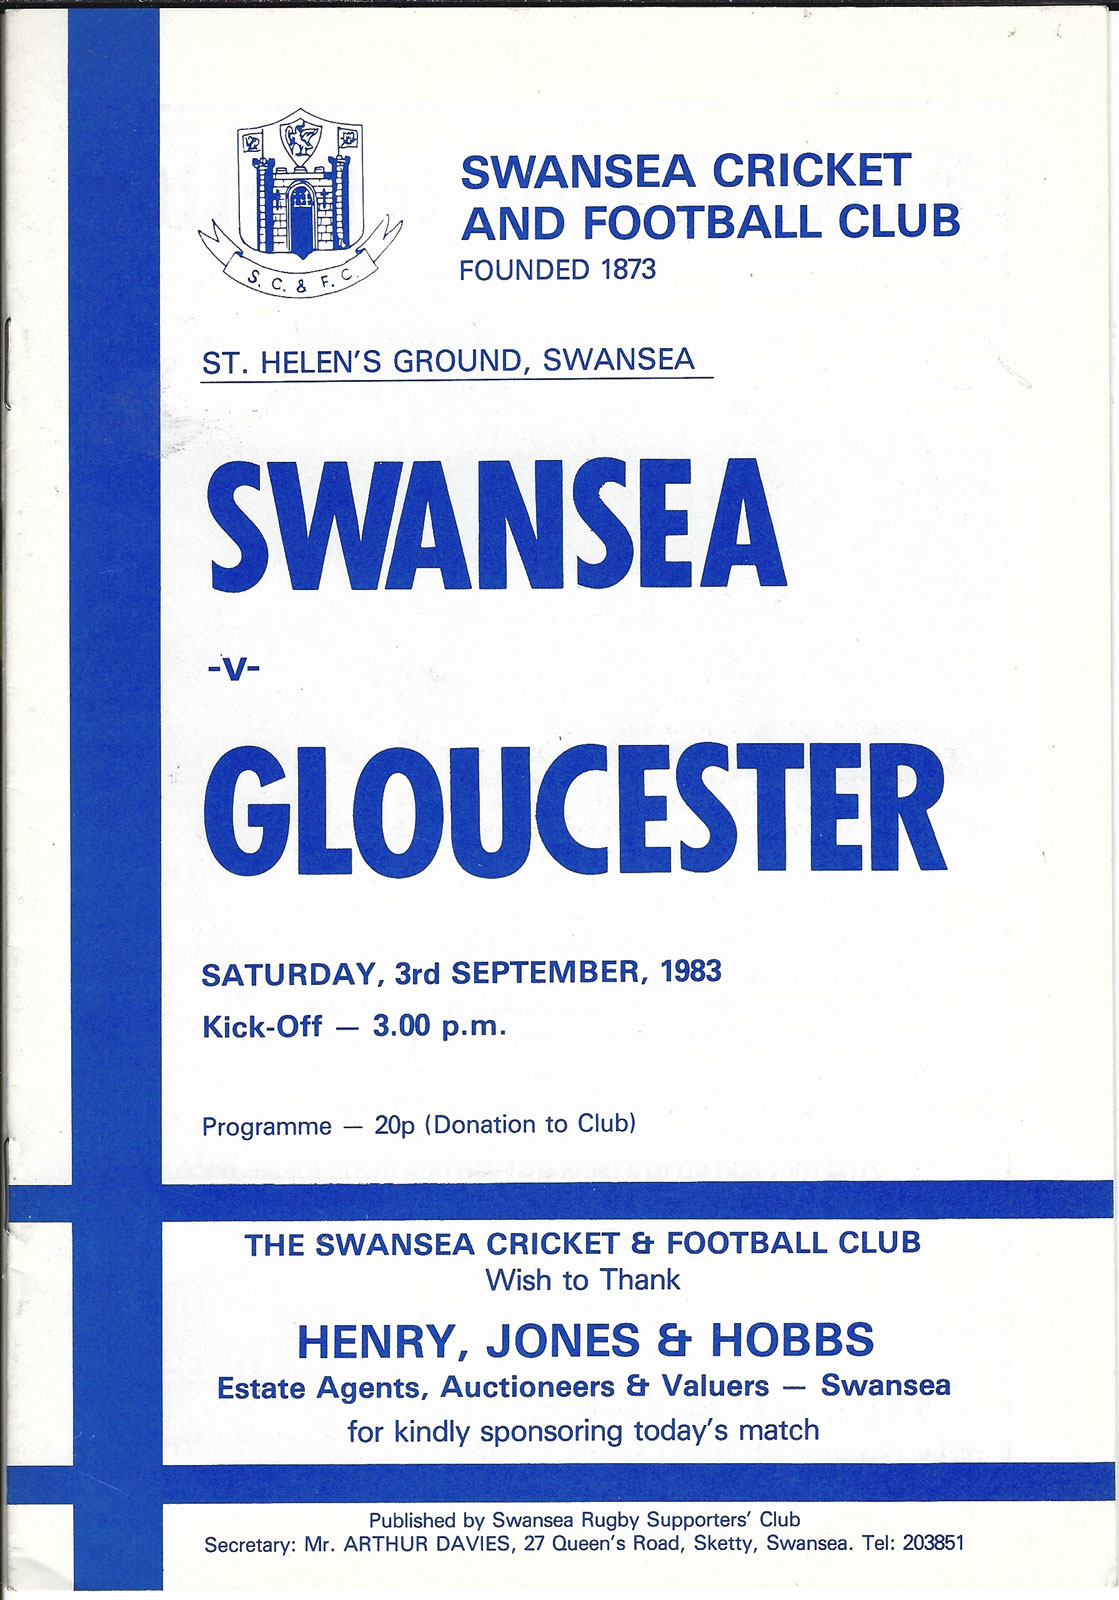 S. C. & F. C.
SWANSEA CRICKET
AND FOOTBALL CLUB
FOUNDED 1873
ST. HELEN'S GROUND, SWANSEA
SWANSEA
-v-
GLOUCESTER
SATURDAY, 3rd SEPTEMBER, 1983
Kick-Off — 3.00 p.m.
Programme — 20p (Donation to Club)
THE SWANSEA CRICKET & FOOTBALL CLUB
Wish to Thank
HENRY, JONES & HOBBS
Estate Agents, Auctioneers & Valuers — Swansea
for kindly sponsoring today's match
Published by Swansea Rugby Supporters' Club
Secretary: Mr. ARTHUR DAVIES, 27 Queen's Road, Sketty, Swansea. Tel: 203851